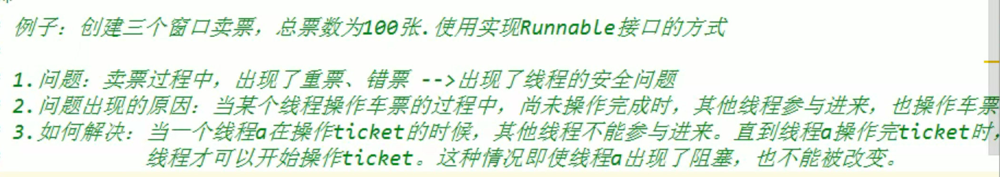 例子：创建三个窗口卖票，总票数为100张.使用实现Runnable接口的方式
1.问题：卖票过程中，出现了重票、错票 -->出现了线程的安全问题
2.问题出现的原因：当某个线程操作车票的过程中，尚未操作完成时，其他线程参与进来，也操作车票
3.如何解决：当一个线程a在操作ticket的时候，其他线程不能参与进来。直到线程a操作完ticket时，
线程才可以开始操作ticket。这种情况即使线程a出现了阻塞，也不能被改变。